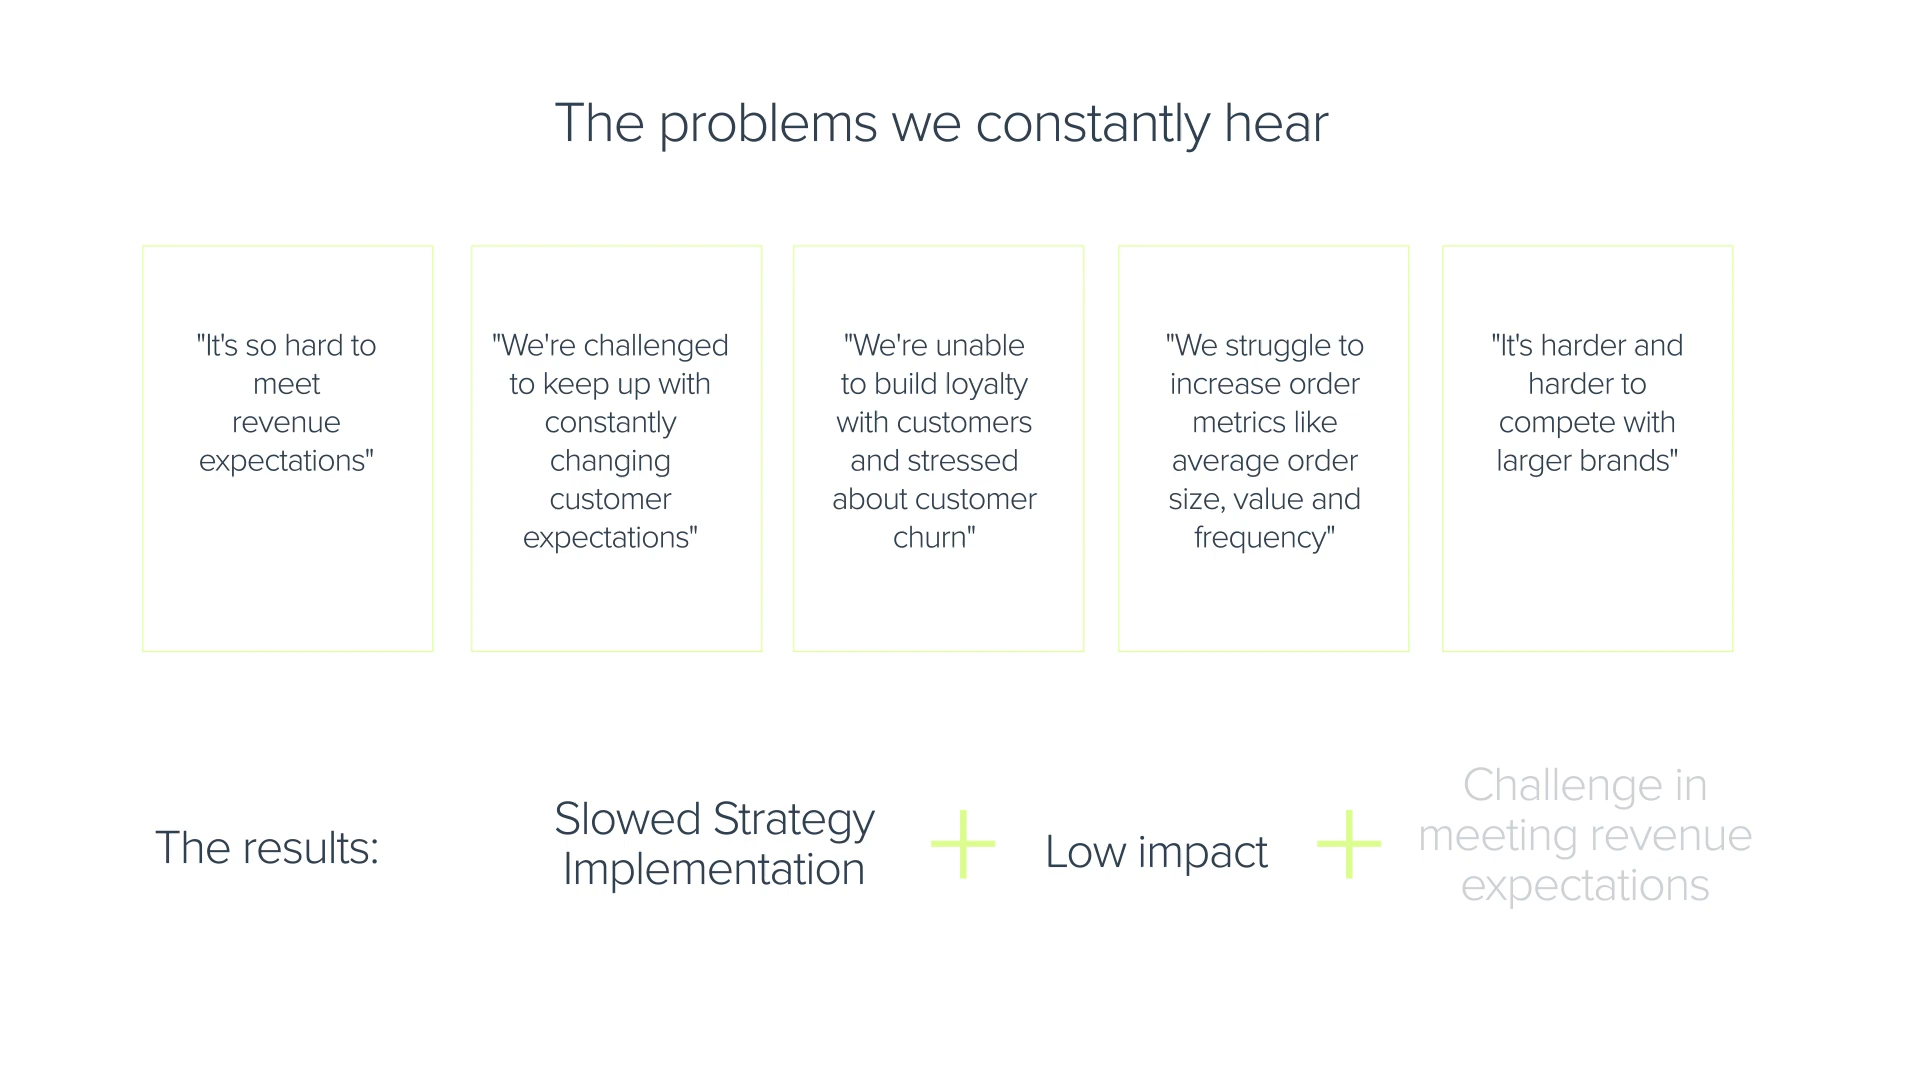 The problems we constantly hear
"It's so hard to
meet
revenue
expectations"
"We're challenged
to keep up with
constantly
changing
customer
expectations"
"We're unable
to build loyalty
with customers
and stressed
about customer
churn"
"We struggle to
increase order
metrics like
average order
size, value and
frequency"
"It's harder and
harder to
compete with
larger brands"
The results:
Slowed Strategy
Implementation
+
Low impact
+
Challenge in
meeting revenue
expectations